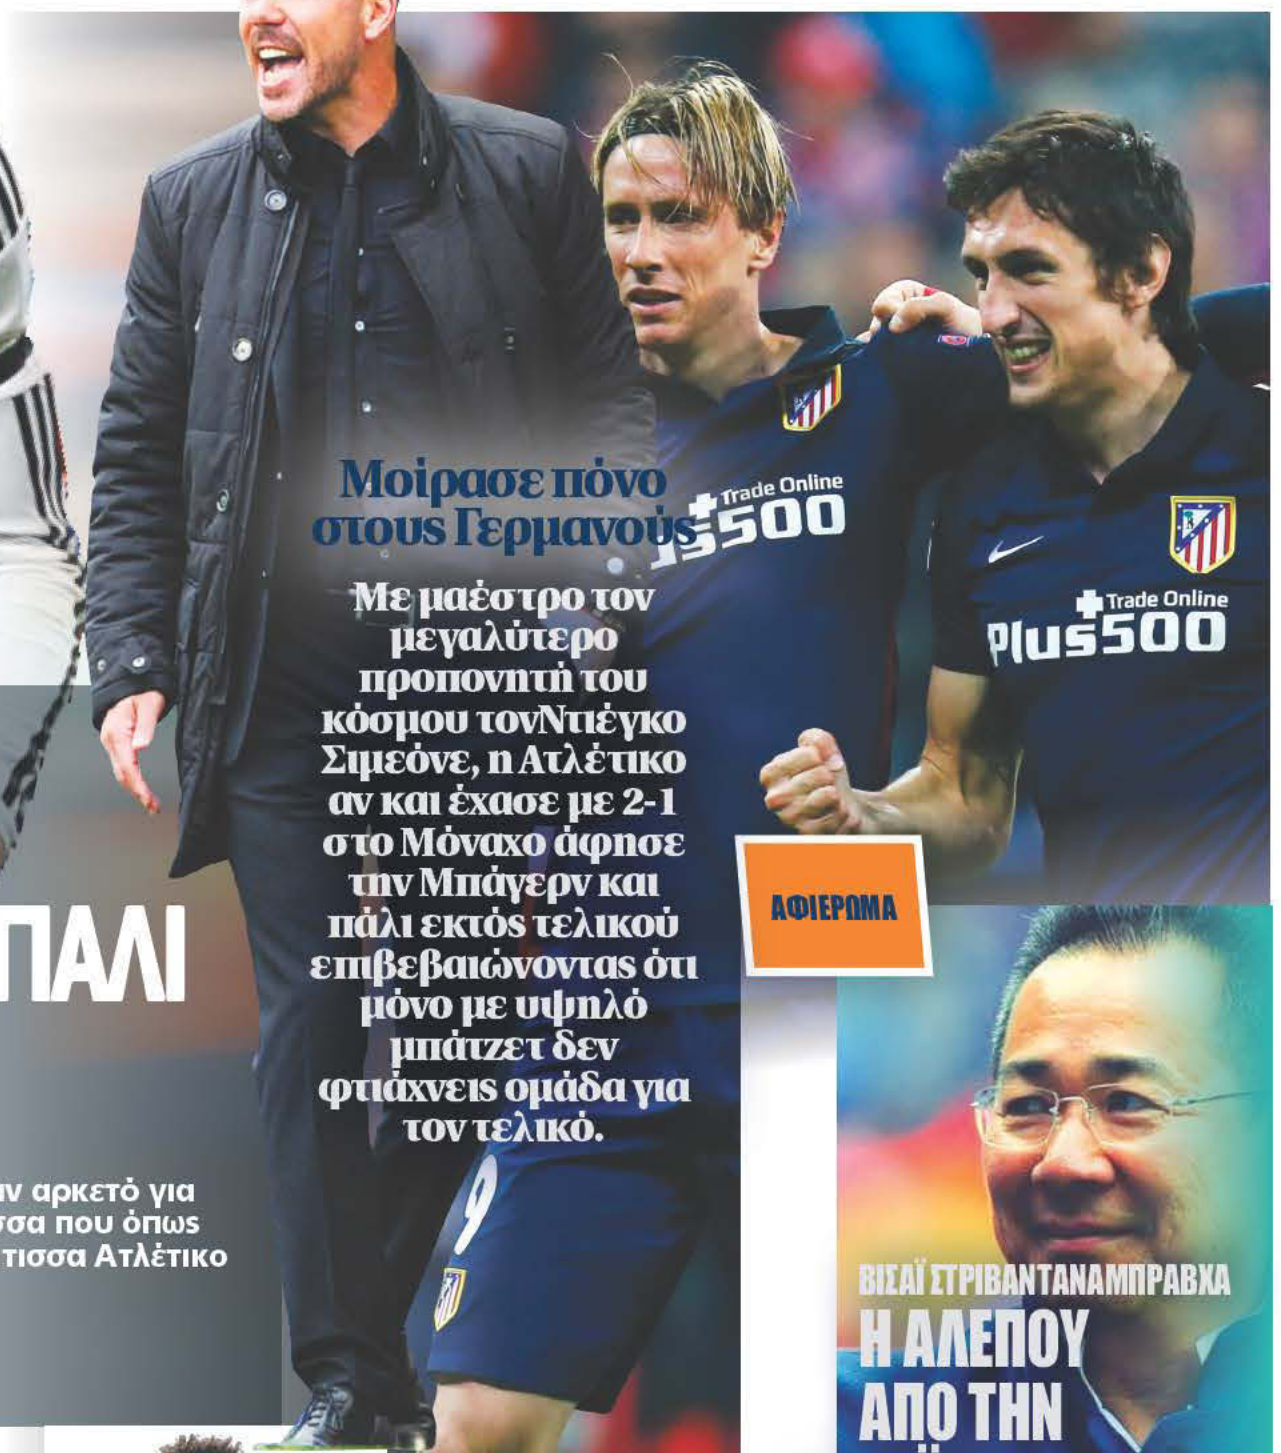 Μοίρασε πόνο
στους Γερμανούς
Με μαέστρο τον
μεγαλύτερο
προπονητή του
κόσμου τονΝτιέγκο
Σιμεόνε, η Ατλέτικο
αν και έχασε με 2-1
στο Μόναχο άφησε
την Μπάγερν και
πάλι εκτός τελικού
επιβεβαιώνοντας ότι
μόνο με υψηλό
μπάτζετ δεν
φτιάχνεις ομάδα για
τον τελικό.
Trade Online
500
Trade Online
Plus500
ΠΑΛΙ
αρκετό για
που όπως
Ατλέτικο
9
ΑΦΙΕΡΩΜΑ
ΒΙΣΑΪ ΣΤΡΙΒΑΝΤΑΝΑΜΠΡΑΒΧΑ
Η ΑΛΕΠΟΥ
ΑΠΟ ΤΗΝ